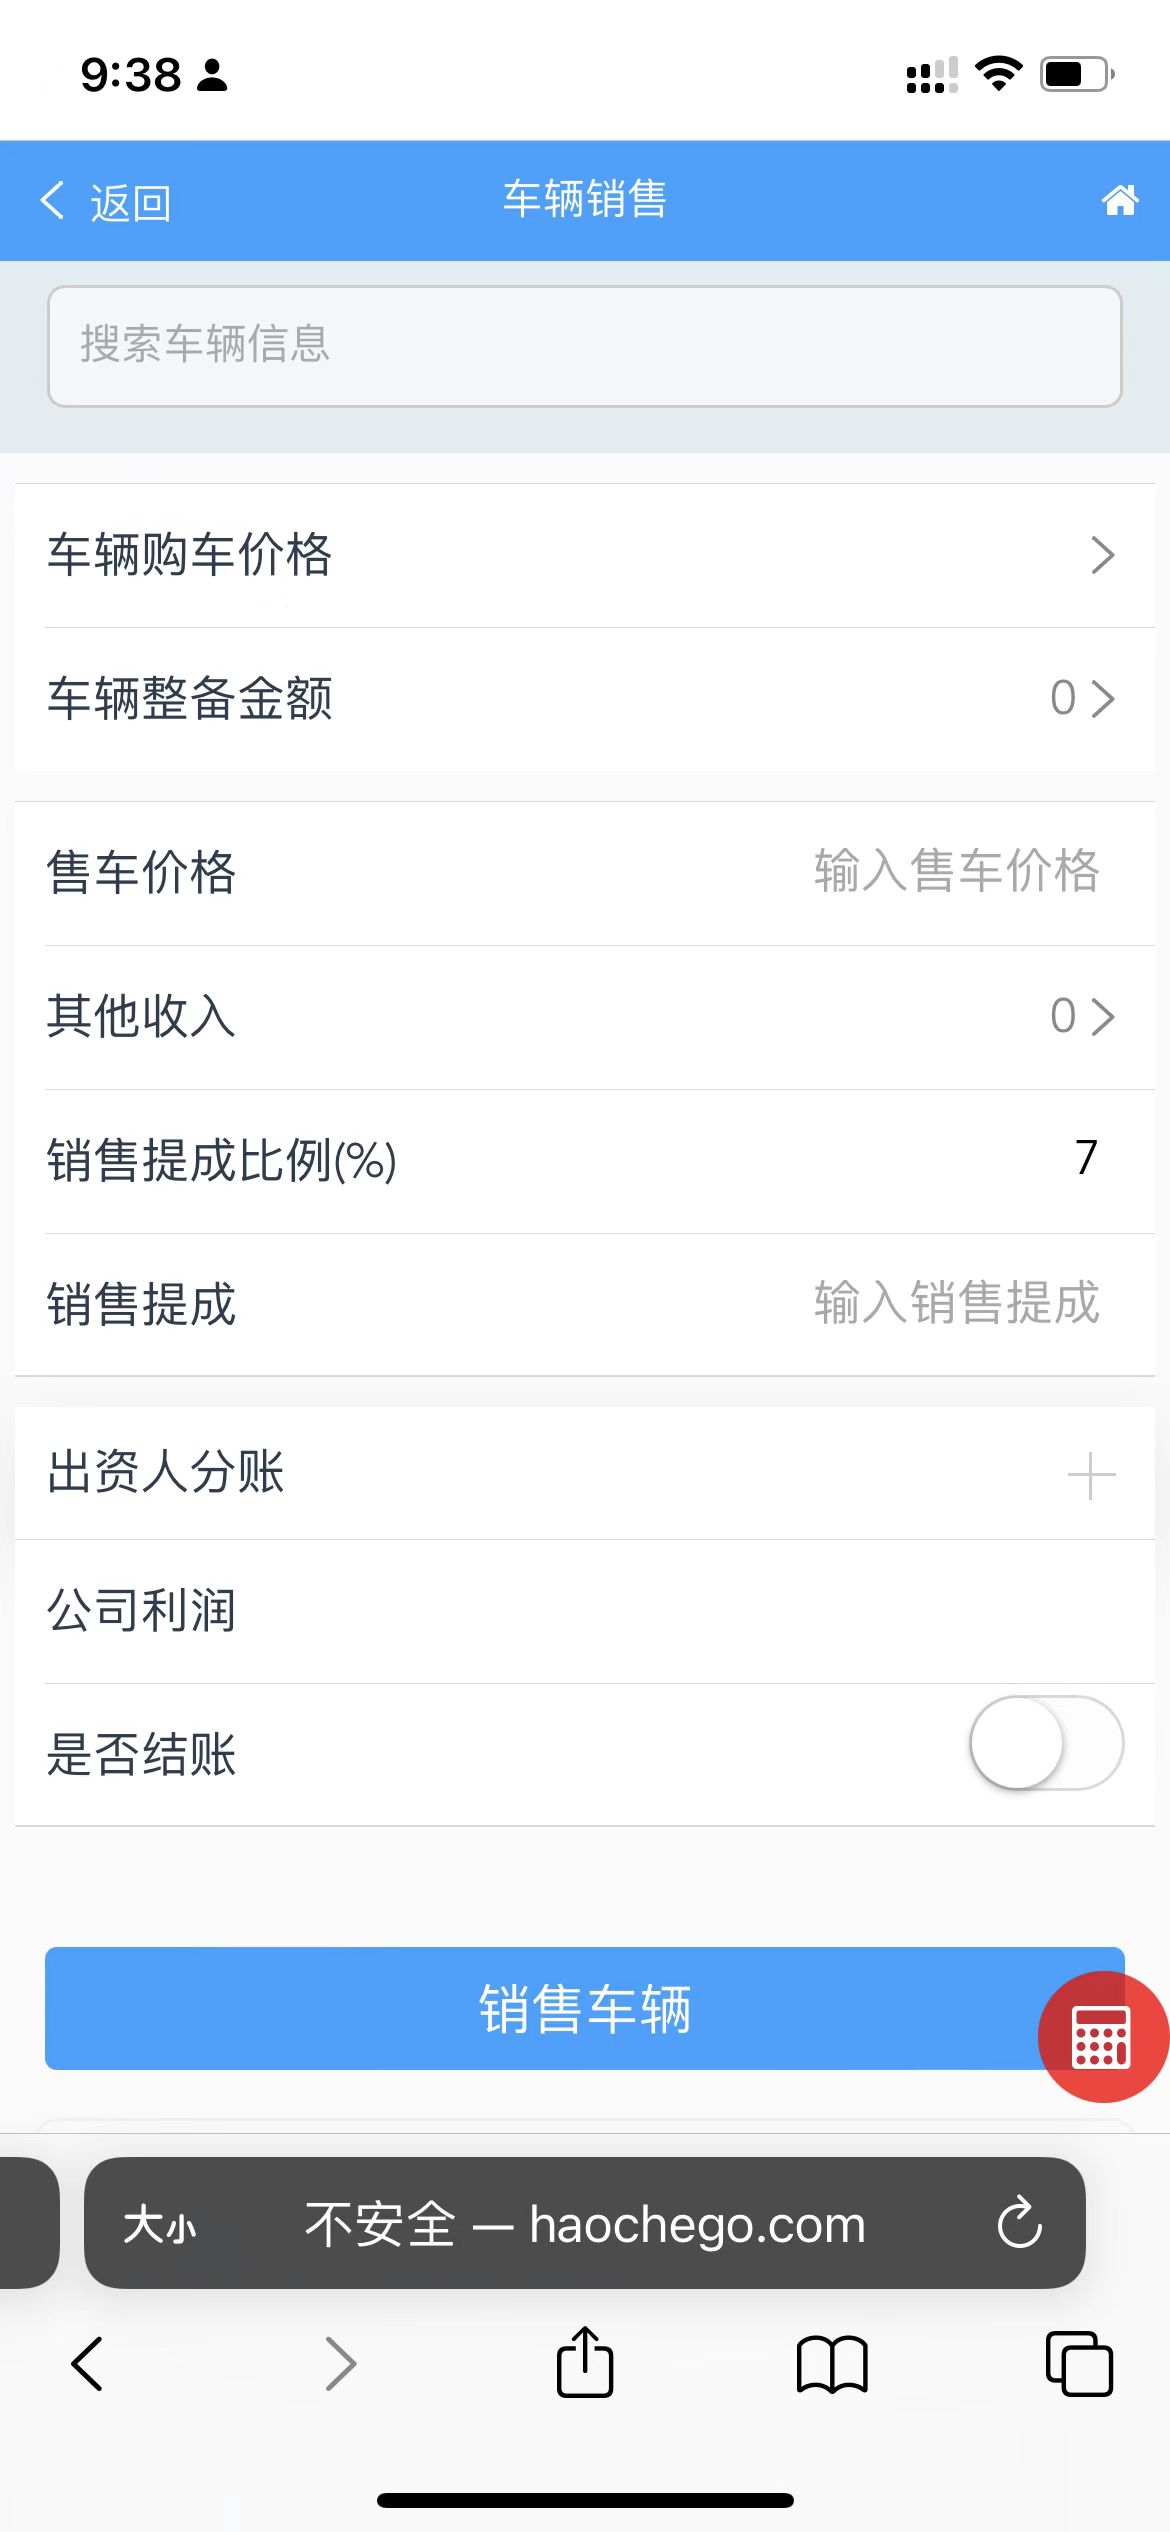 9:38
返回
车辆销售
搜索车辆信息
车辆购车价格
车辆整备金额 0
售车价格 输入售车价格
其他收入 0
销售提成比例(%) 7
销售提成 输入销售提成
出资人分账
公司利润
是否结账
销售车辆
大小 不安全 — haochego.com